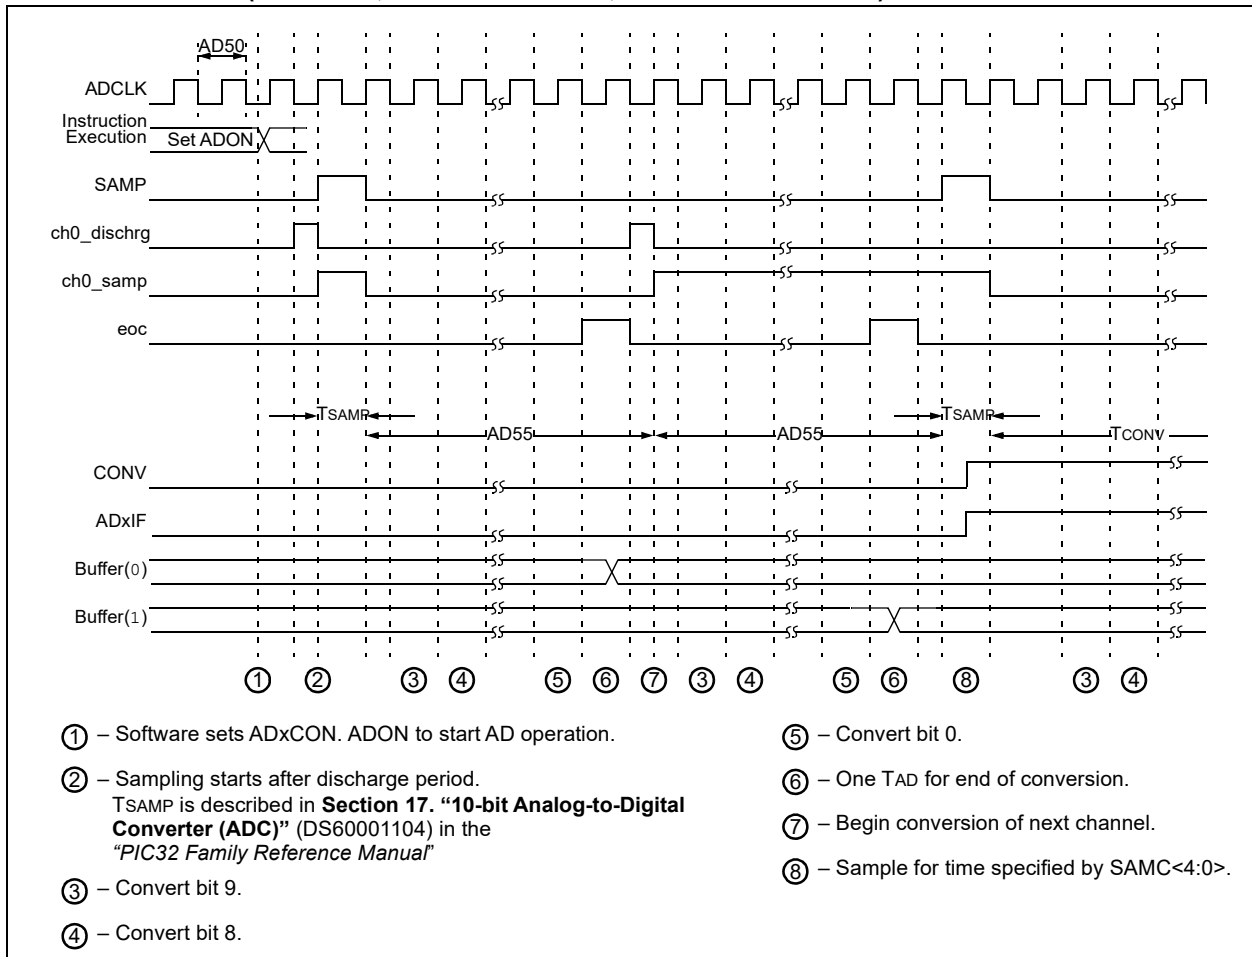 AD50
ADCLK
Instruction
Execution
Set ADON
SAMP
ch0_dischrg
ch0_samp
eoc
TSAMP
TSAMP
AD55
AD55
TCONV
CONV
ADxIF
Buffer(0)
Buffer(1)
1 2 3 4 5 6 7 3 4 5 6 8 3 4
1 – Software sets ADxCON. ADON to start AD operation.
2 – Sampling starts after discharge period.
TSAMP is described in Section 17. “10-bit Analog-to-Digital
Converter (ADC)” (DS60001104) in the
“PIC32 Family Reference Manual”
3 – Convert bit 9.
4 – Convert bit 8.
5 – Convert bit 0.
6 – One TAD for end of conversion.
7 – Begin conversion of next channel.
8 – Sample for time specified by SAMC<4:0>.